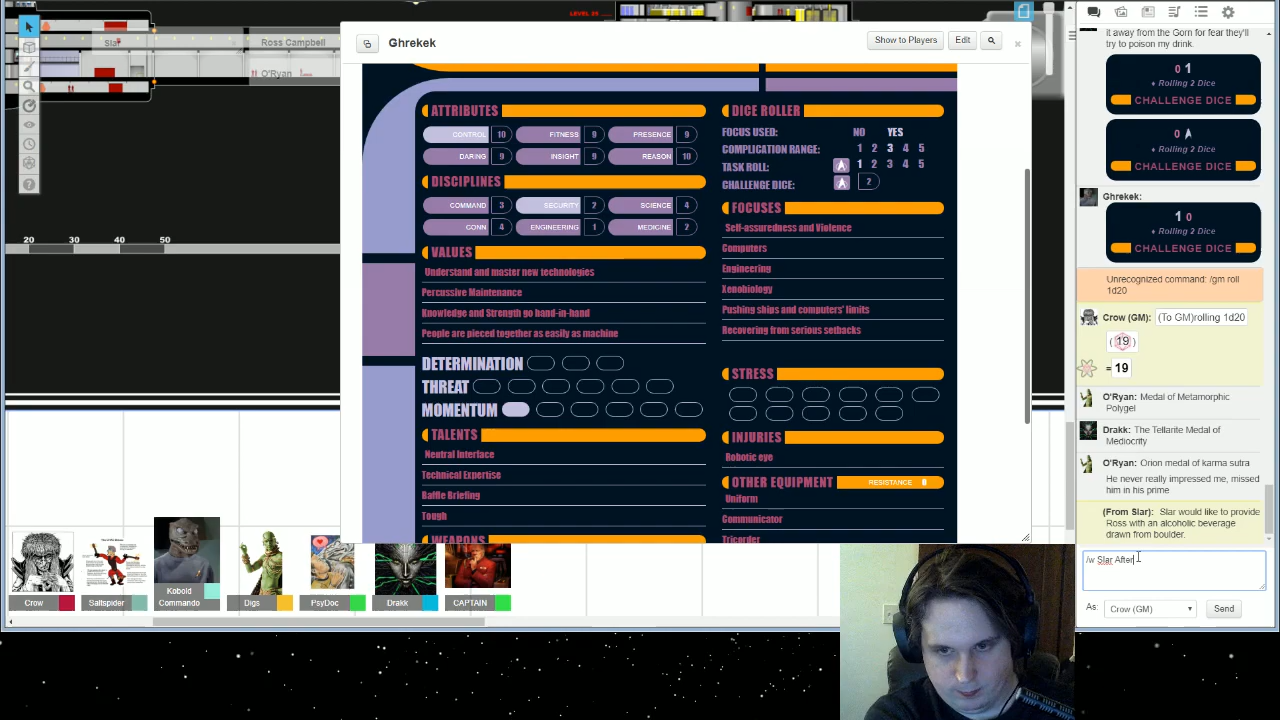 LEVEL 20
Slar
Ross Campbell
O'Ryan
20 30 40 50
Ghrekek
Show to Players
Edit
ATTRIBUTES
CONTROL 10 FITNESS 9 PRESENCE 9
DARING 9 INSIGHT 9 REASON 10
DISCIPLINES
COMMAND 3 SECURITY 2 SCIENCE 4
CONN 4 ENGINEERING 1 MEDICINE 2
VALUES
Understand and master new technologies
Percussive Maintenance
Knowledge and Strength go hand-in-hand
People are pieced together as easily as machine
DETERMINATION
THREAT
MOMENTUM
TALENTS
Neutral Interface
Technical Expertise
Baffle Briefing
Tough
WEAPONS
DICE ROLLER
FOCUS USED: NO YES
COMPLICATION RANGE: 1 2 3 4 5
TASK ROLL: 1 2 3 4 5
CHALLENGE DICE: 2
FOCUSES
Self-assuredness and Violence
Computers
Engineering
Xenobiology
Pushing ships and computers' limits
Recovering from serious setbacks
STRESS
INJURIES
Robotic eye
OTHER EQUIPMENT RESISTANCE 0
Uniform
Communicator
Tricorder
Crow
Saltspider
Kobold
Commando
Digs
PsyDoc
Drakk
CAPTAIN
it away from the Gorn for fear they'll
try to poison my drink.
0 1
Rolling 2 Dice
CHALLENGE DICE
0
Rolling 2 Dice
CHALLENGE DICE
Ghrekek:
1 0
Rolling 2 Dice
CHALLENGE DICE
Unrecognized command: /gm roll
1d20
Crow (GM): (To GM)rolling 1d20
(19)
= 19
O'Ryan: Medal of Metamorphic
Polygel
Drakk: The Tellarite Medal of
Mediocrity
O'Ryan: Orion medal of karma sutra
He never really impressed me, missed
him in his prime
(From Slar): Slar would like to provide
Ross with an alcoholic beverage
drawn from boulder.
/w Slar After
As: Crow (GM) Send